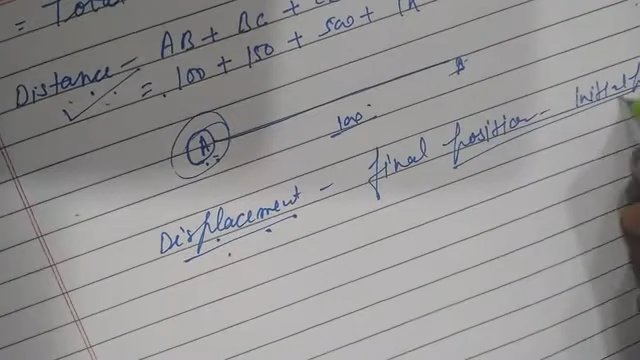 = Total
Distance = AB + BC +
= 100 + 150 + 500 +
A
100
A
Displacement - final position - initial